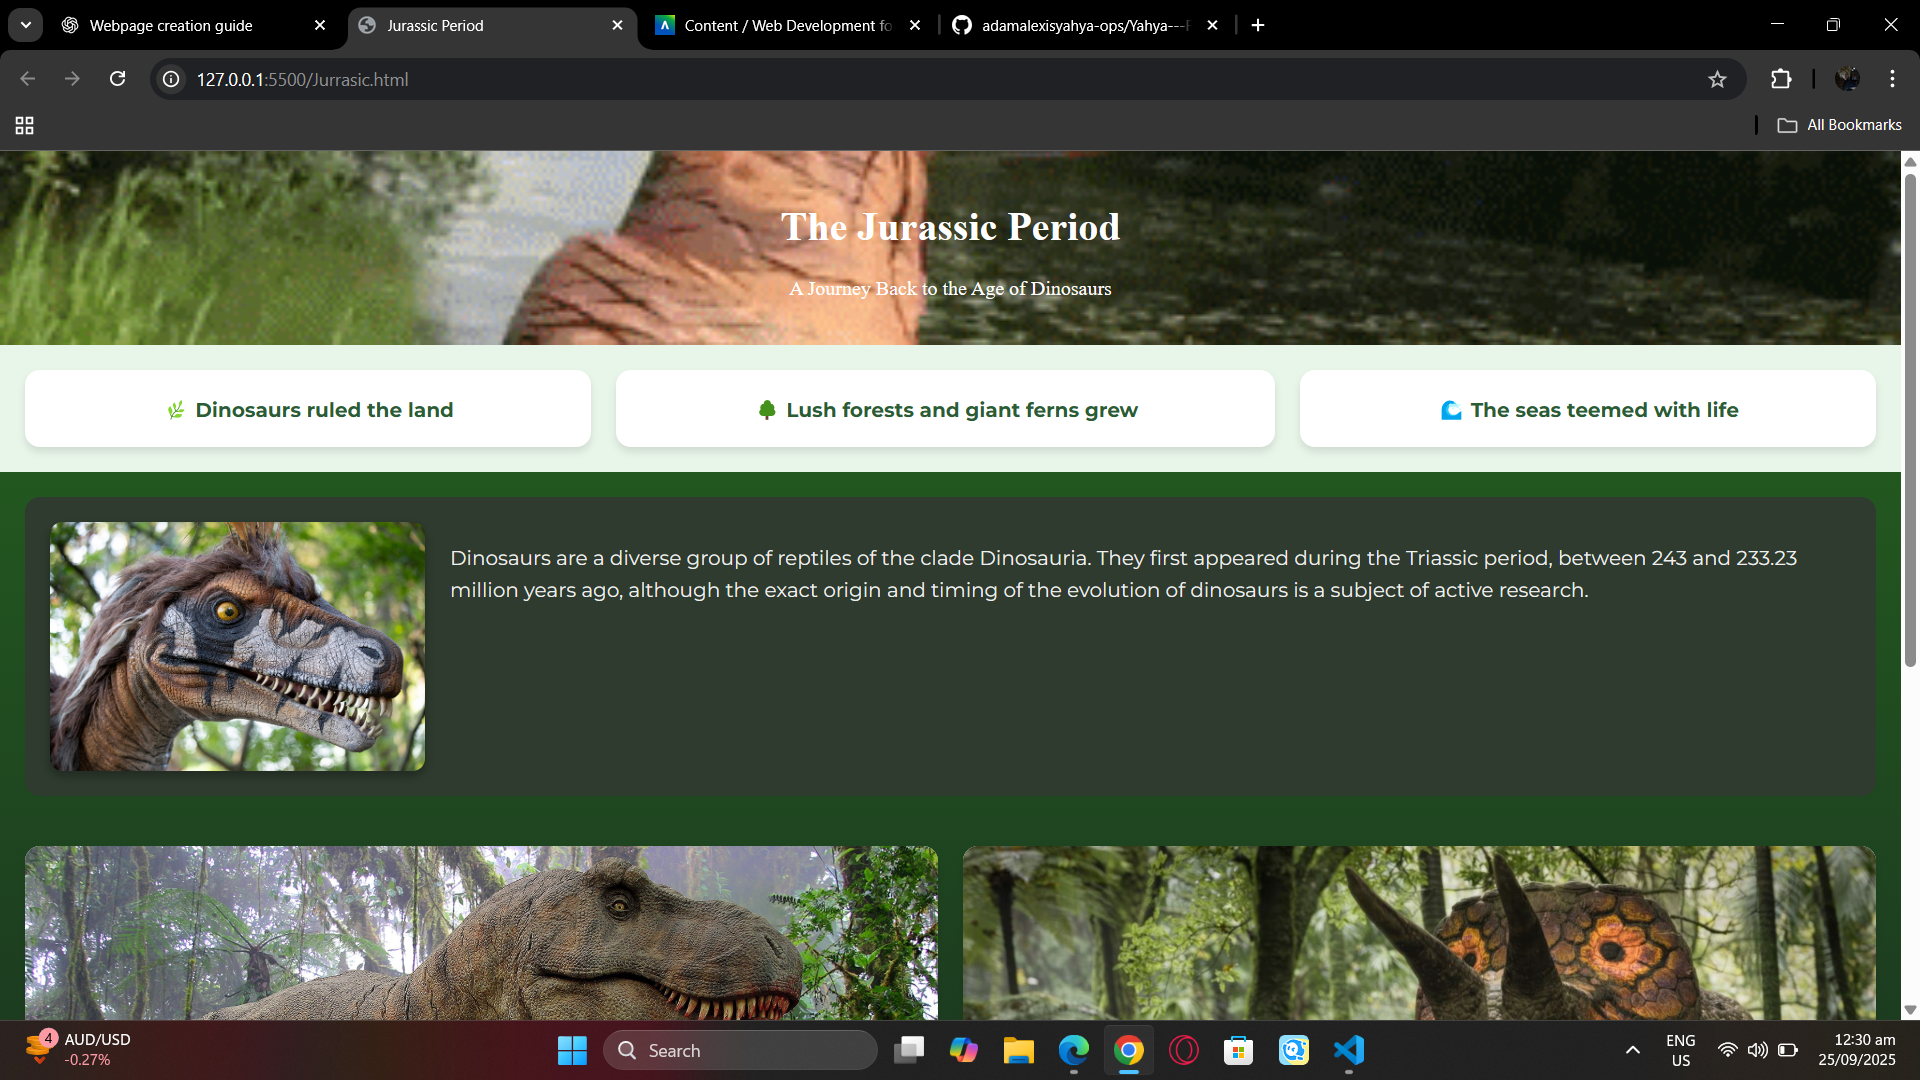 Webpage creation guide
Jurassic Period
Content / Web Development fo
adamalexisyahya-ops/Yahya---F
127.0.0.1:5500/Jurrasic.html
All Bookmarks
The Jurassic Period
A Journey Back to the Age of Dinosaurs
🌿 Dinosaurs ruled the land
🌳 Lush forests and giant ferns grew
🌊 The seas teemed with life
Dinosaurs are a diverse group of reptiles of the clade Dinosauria. They first appeared during the Triassic period, between 243 and 233.23
million years ago, although the exact origin and timing of the evolution of dinosaurs is a subject of active research.
4
AUD/USD
-0.27%
Search
ENG
US
12:30 am
25/09/2025